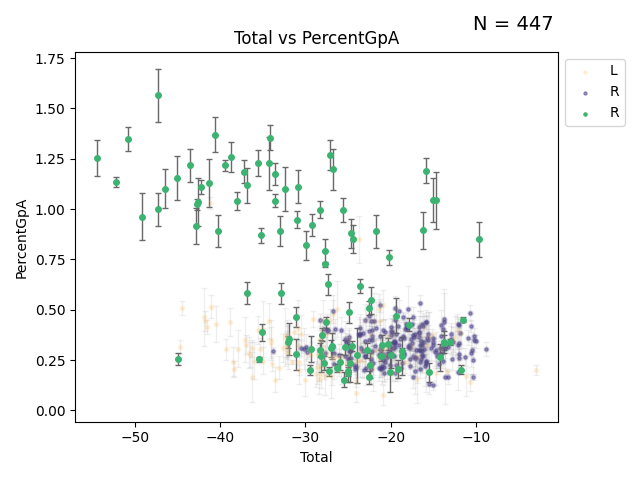 N = 447
Total vs PercentGpA
L
R
R
1.75
1.50
1.25
1.00
0.75
0.50
0.25
0.00
PercentGpA
−50 −40 −30 −20 −10
Total